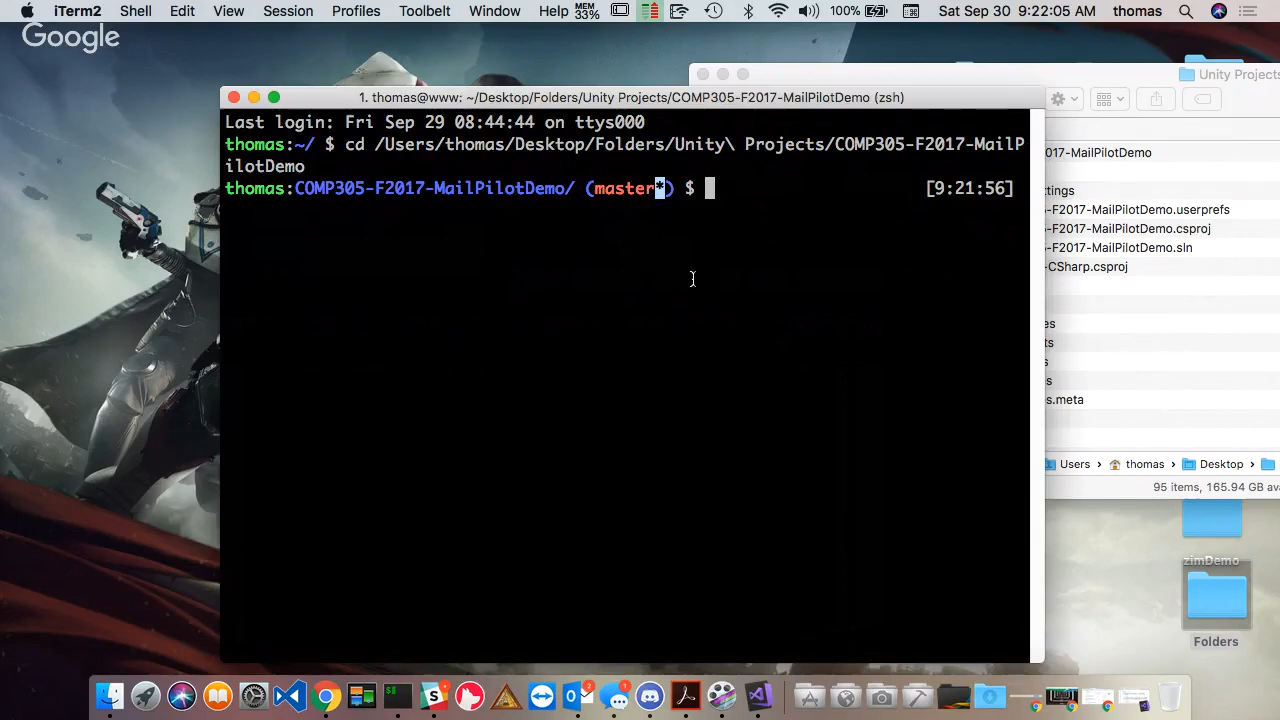 iTerm2 Shell Edit View Session Profiles Toolbelt Window Help MEM 33% 100% Sat Sep 30 9:22:05 AM thomas
Google
Unity Projects
1. thomas@www: ~/Desktop/Folders/Unity Projects/COMP305-F2017-MailPilotDemo (zsh)
Last login: Fri Sep 29 08:44:44 on ttys000
thomas:~/ $ cd /Users/thomas/Desktop/Folders/Unity\ Projects/COMP305-F2017-MailP
ilotDemo
thomas:COMP305-F2017-MailPilotDemo/ (master*) $ [9:21:56]
2017-MailPilotDemo
ttings
-F2017-MailPilotDemo.userprefs
-F2017-MailPilotDemo.csproj
-F2017-MailPilotDemo.sln
-CSharp.csproj
es
ts
s
os
s.meta
Users > thomas > Desktop >
95 items, 165.94 GB ava
zimDemo
Folders